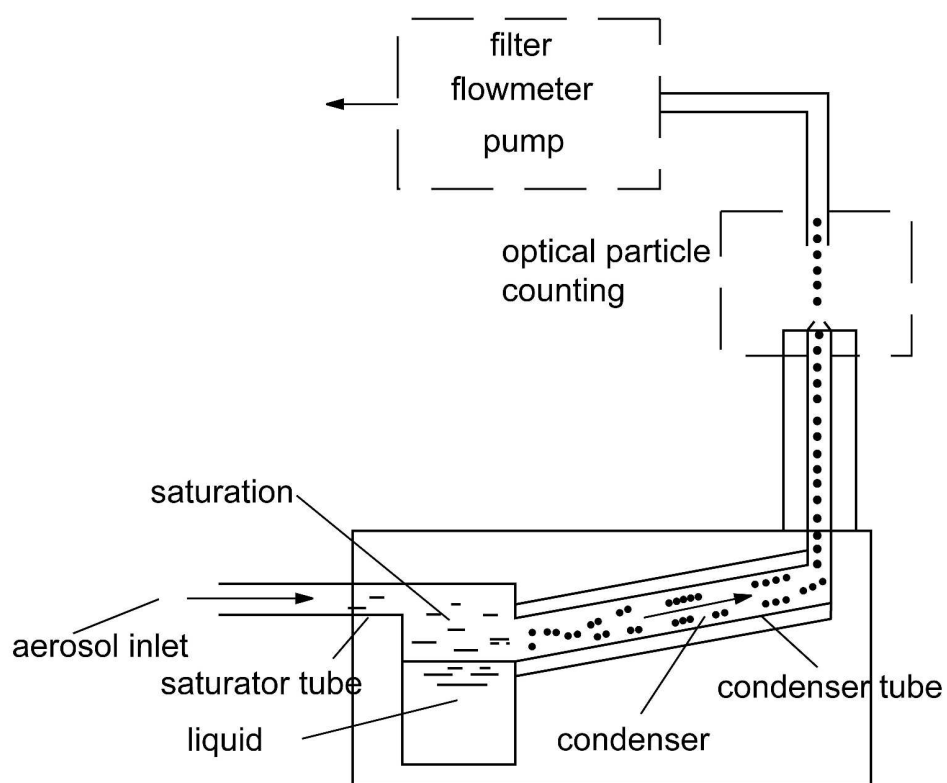 filter
flowmeter
pump
optical particle
counting
saturation
aerosol inlet
saturator tube
condenser tube
liquid
condenser